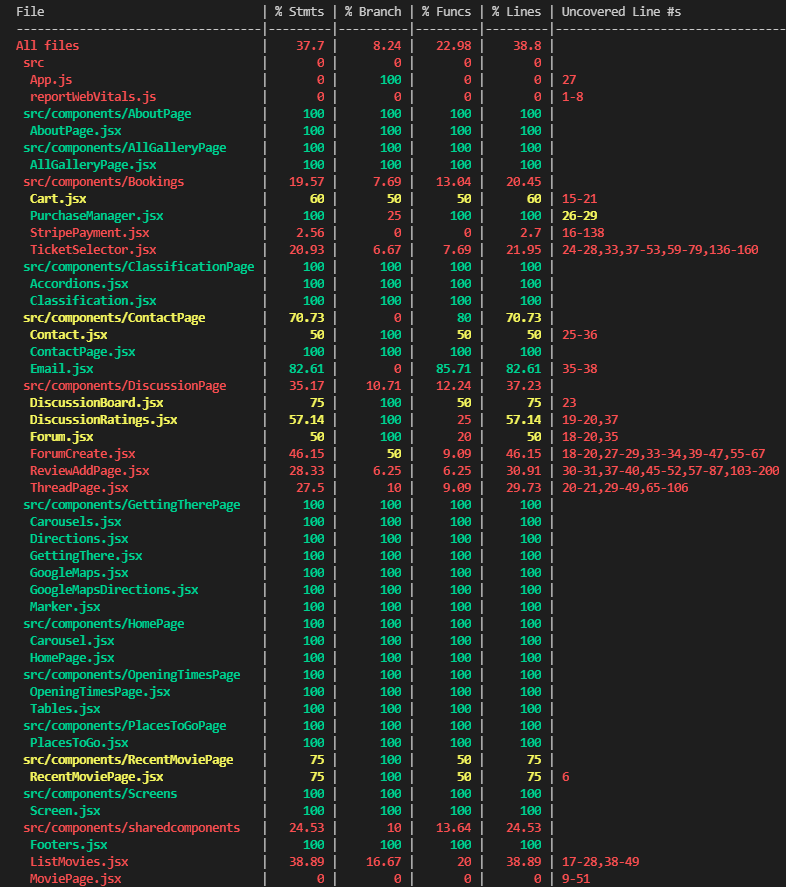 File | % Stmts | % Branch | % Funcs | % Lines | Uncovered Line #s
---------------------------------|---------|----------|---------|---------|-------------------------------
All files | 37.7 | 8.24 | 22.98 | 38.8 |
src | 0 | 0 | 0 | 0 |
App.js | 0 | 100 | 0 | 0 | 27
reportWebVitals.js | 0 | 0 | 0 | 0 | 1-8
src/components/AboutPage | 100 | 100 | 100 | 100 |
AboutPage.jsx | 100 | 100 | 100 | 100 |
src/components/AllGalleryPage | 100 | 100 | 100 | 100 |
AllGalleryPage.jsx | 100 | 100 | 100 | 100 |
src/components/Bookings | 19.57 | 7.69 | 13.04 | 20.45 |
Cart.jsx | 60 | 50 | 50 | 60 | 15-21
PurchaseManager.jsx | 100 | 25 | 100 | 100 | 26-29
StripePayment.jsx | 2.56 | 0 | 0 | 2.7 | 16-138
TicketSelector.jsx | 20.93 | 6.67 | 7.69 | 21.95 | 24-28,33,37-53,59-79,136-160
src/components/ClassificationPage | 100 | 100 | 100 | 100 |
Accordions.jsx | 100 | 100 | 100 | 100 |
Classification.jsx | 100 | 100 | 100 | 100 |
src/components/ContactPage | 70.73 | 0 | 80 | 70.73 |
Contact.jsx | 50 | 100 | 50 | 50 | 25-36
ContactPage.jsx | 100 | 100 | 100 | 100 |
Email.jsx | 82.61 | 0 | 85.71 | 82.61 | 35-38
src/components/DiscussionPage | 35.17 | 10.71 | 12.24 | 37.23 |
DiscussionBoard.jsx | 75 | 100 | 50 | 75 | 23
DiscussionRatings.jsx | 57.14 | 100 | 25 | 57.14 | 19-20,37
Forum.jsx | 50 | 100 | 20 | 50 | 18-20,35
ForumCreate.jsx | 46.15 | 50 | 9.09 | 46.15 | 18-20,27-29,33-34,39-47,55-67
ReviewAddPage.jsx | 28.33 | 6.25 | 6.25 | 30.91 | 30-31,37-40,45-52,57-87,103-200
ThreadPage.jsx | 27.5 | 10 | 9.09 | 29.73 | 20-21,29-49,65-106
src/components/GettingTherePage | 100 | 100 | 100 | 100 |
Carousels.jsx | 100 | 100 | 100 | 100 |
Directions.jsx | 100 | 100 | 100 | 100 |
GettingThere.jsx | 100 | 100 | 100 | 100 |
GoogleMaps.jsx | 100 | 100 | 100 | 100 |
GoogleMapsDirections.jsx | 100 | 100 | 100 | 100 |
Marker.jsx | 100 | 100 | 100 | 100 |
src/components/HomePage | 100 | 100 | 100 | 100 |
Carousel.jsx | 100 | 100 | 100 | 100 |
HomePage.jsx | 100 | 100 | 100 | 100 |
src/components/OpeningTimesPage | 100 | 100 | 100 | 100 |
OpeningTimesPage.jsx | 100 | 100 | 100 | 100 |
Tables.jsx | 100 | 100 | 100 | 100 |
src/components/PlacesToGoPage | 100 | 100 | 100 | 100 |
PlacesToGo.jsx | 100 | 100 | 100 | 100 |
src/components/RecentMoviePage | 75 | 100 | 50 | 75 |
RecentMoviePage.jsx | 75 | 100 | 50 | 75 | 6
src/components/Screens | 100 | 100 | 100 | 100 |
Screen.jsx | 100 | 100 | 100 | 100 |
src/components/sharedcomponents | 24.53 | 10 | 13.64 | 24.53 |
Footers.jsx | 100 | 100 | 100 | 100 |
ListMovies.jsx | 38.89 | 16.67 | 20 | 38.89 | 17-28,38-49
MoviePage.jsx | 0 | 0 | 0 | 0 | 9-51